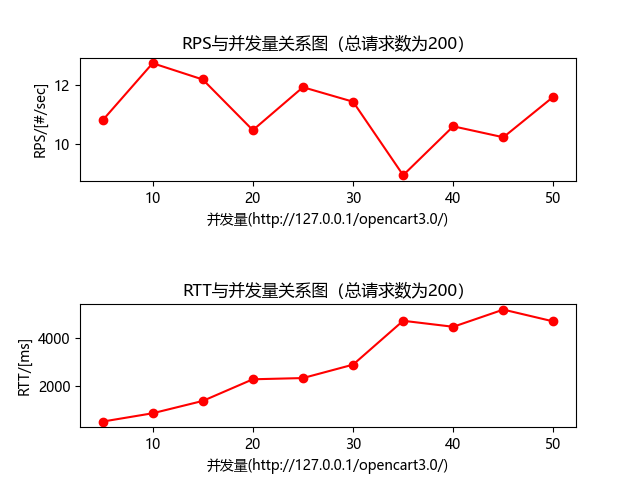 RPS与并发量关系图（总请求数为200）
RPS/[#/sec]
12
10
10 20 30 40 50
并发量(http://127.0.0.1/opencart3.0/)
RTT与并发量关系图（总请求数为200）
RTT/[ms]
4000
2000
10 20 30 40 50
并发量(http://127.0.0.1/opencart3.0/)